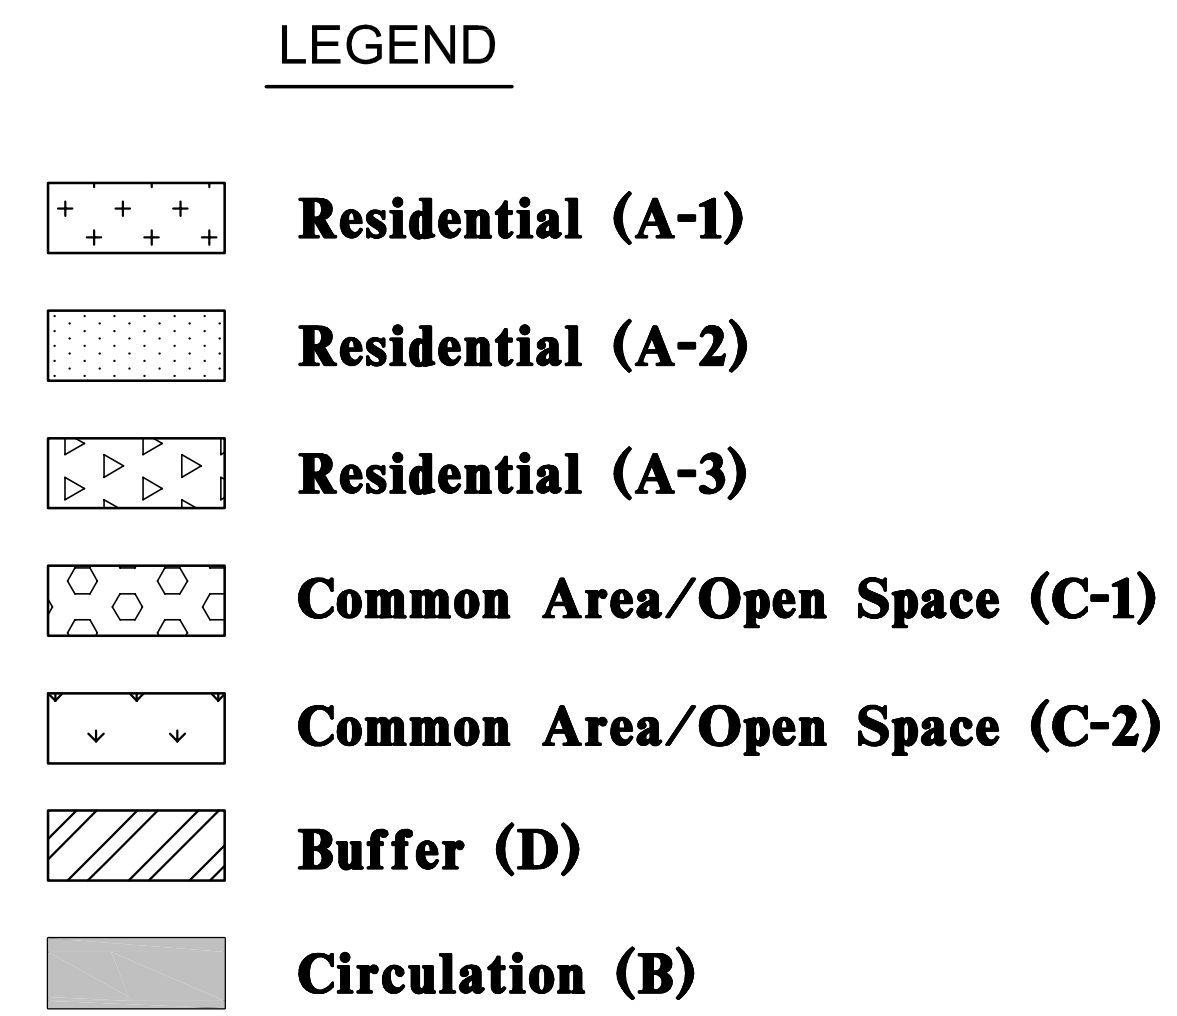 LEGEND
Residential (A-1)
Residential (A-2)
Residential (A-3)
Common Area/Open Space (C-1)
Common Area/Open Space (C-2)
Buffer (D)
Circulation (B)